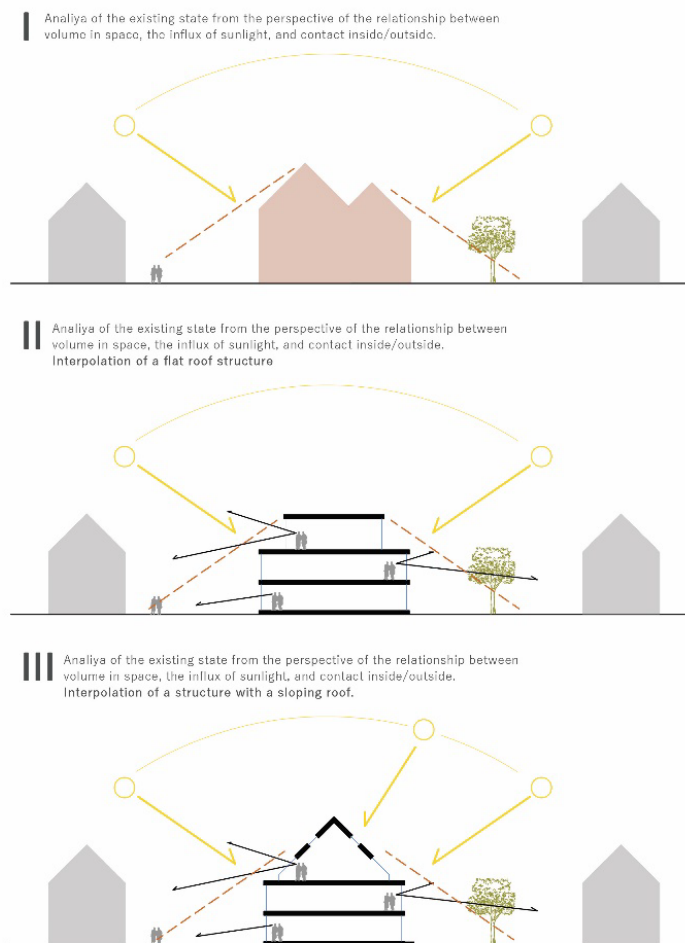 I
Analiya of the existing state from the perspective of the relationship between
volume in space, the influx of sunlight, and contact inside/outside.
II
Analiya of the existing state from the perspective of the relationship between
volume in space, the influx of sunlight, and contact inside/outside.
Interpolation of a flat roof structure
III
Analiya of the existing state from the perspective of the relationship between
volume in space, the influx of sunlight, and contact inside/outside.
Interpolation of a structure with a sloping roof.